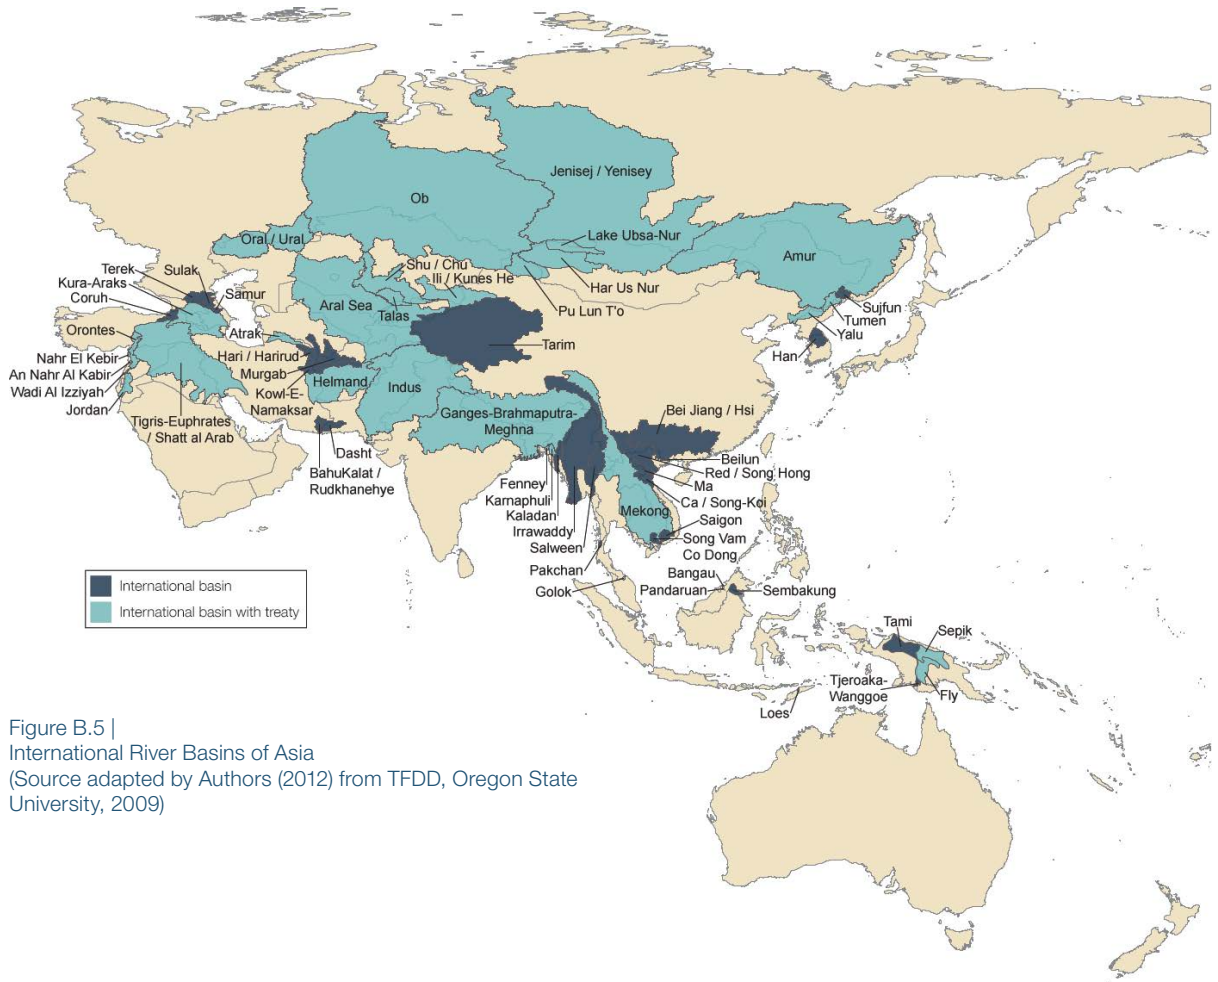 Jenisej / Yenisey
Ob
Lake Ubsa-Nur
Oral / Ural
Amur
Shu / Chu
Terek
Sulak
Ili / Kunes He
Kura-Araks
Har Us Nur
Samur
Coruh
Aral Sea
Talas
Pu Lun T'o
Sujfun
Tumen
Orontes
Atrak
Yalu
Tarim
Han
Nahr El Kebir
Hari / Harirud
An Nahr Al Kabir
Murgab
Wadi Al Izziyah
Helmand
Indus
Kowl-E-
Namaksar
Jordan
Ganges-Brahmaputra-
Meghna
Bei Jiang / Hsi
Tigris-Euphrates
/ Shatt al Arab
Dasht
Beilun
BahuKalat /
Rudkhanehye
Red / Song Hong
Fenney
Ma
Karnaphuli
Ca / Song-Koi
Kaladan
Mekong
Saigon
Irrawaddy
Song Vam
Co Dong
Salween
Pakchan
Bangau
Golok
Pandaruan
Sembakung
International basin
International basin with treaty
Tami
Sepik
Tjeroaka-
Wanggoe
Fly
Loes
Figure B.5 |
International River Basins of Asia
(Source adapted by Authors (2012) from TFDD, Oregon State
University, 2009)